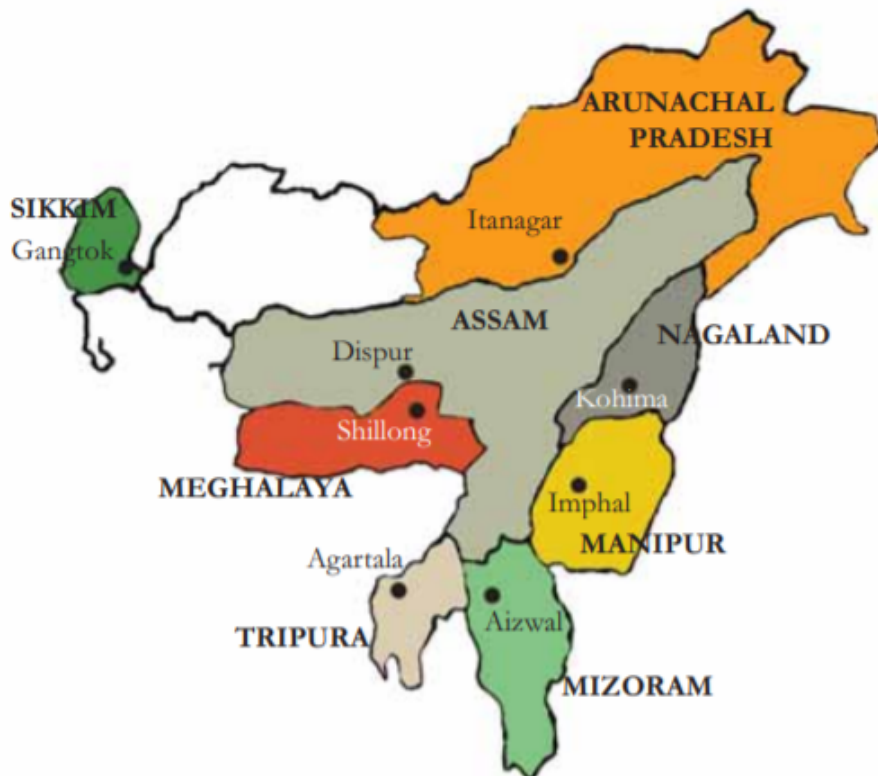 ARUNACHAL
PRADESH
SIKKIM
Gangtok
Itanagar
ASSAM
NAGALAND
Dispur
Kohima
Shillong
MEGHALAYA
Imphal
MANIPUR
Agartala
Aizwal
TRIPURA
MIZORAM